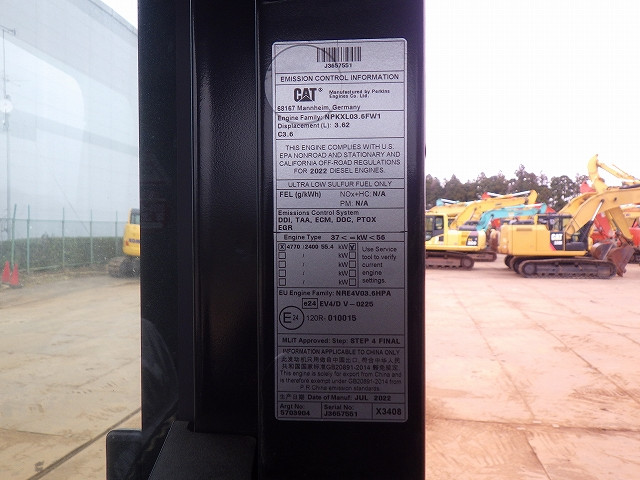 J3657551
EMISSION CONTROL INFORMATION
CAT® Manufactured by Perkins
Engines Co. Ltd.
68167 Mannheim, Germany
Engine Family: NPKXL03.6FW1
Displacement (L): 3.62
C3.6
THIS ENGINE COMPLIES WITH U.S.
EPA NONROAD AND STATIONARY AND
CALIFORNIA OFF-ROAD REGULATIONS
FOR 2022 DIESEL ENGINES.
ULTRA LOW SULFUR FUEL ONLY
FEL (g/kWh) NOx+HC: N/A
PM: N/A
Emissions Control System
DDI, TAA, ECM, DOC, PTOX
EGR
Engine Type 37 < =kW < 56
X 4770 / 2400 55.4 kW Use Service
/ kW tool to verify
/ kW current
/ kW engine
/ kW settings.
EU Engine Family: NRE4V03.6HPA
e24 EV4/D V - 0225
E24 120R- 010015
MLIT Approved: Step: STEP 4 FINAL
INFORMATION APPLICABLE TO CHINA ONLY
This engine is solely for export from China and
is therefore exempt from GB20891-2014
P.R China emission standards.
生产日期 Date of Manuf: JUL 2022
Argt No Serial No:
J3657551 X3408